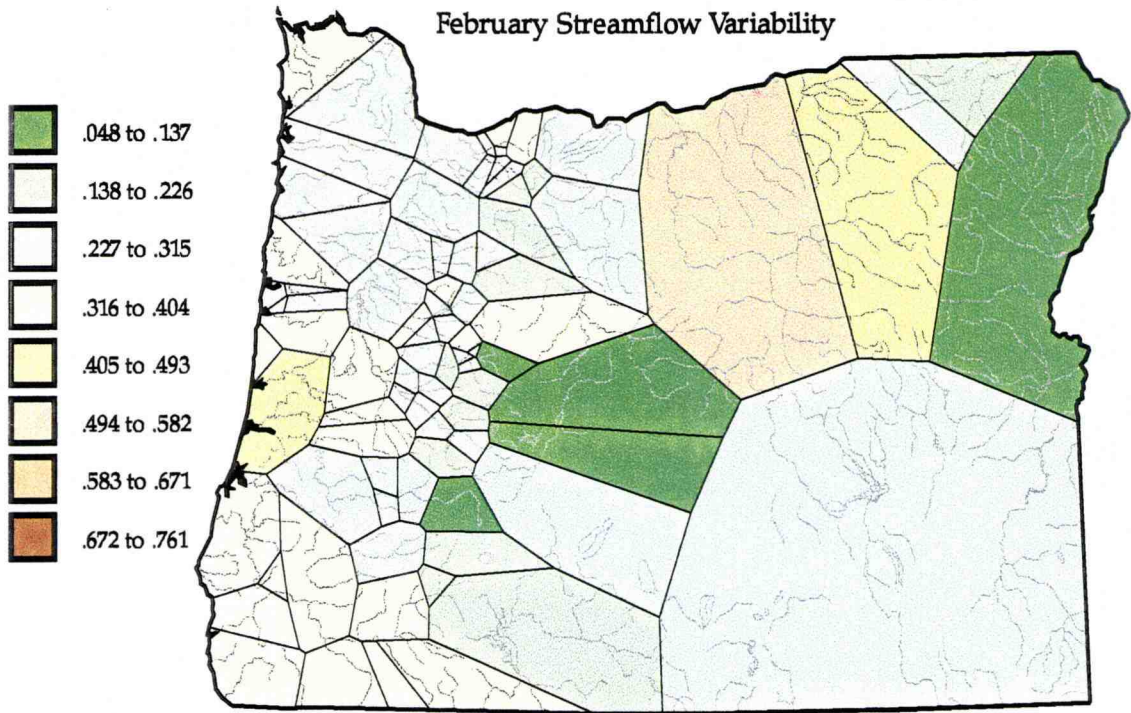 February Streamflow Variability
.048 to .137
.138 to .226
.227 to .315
.316 to .404
.405 to .493
.494 to .582
.583 to .671
.672 to .761